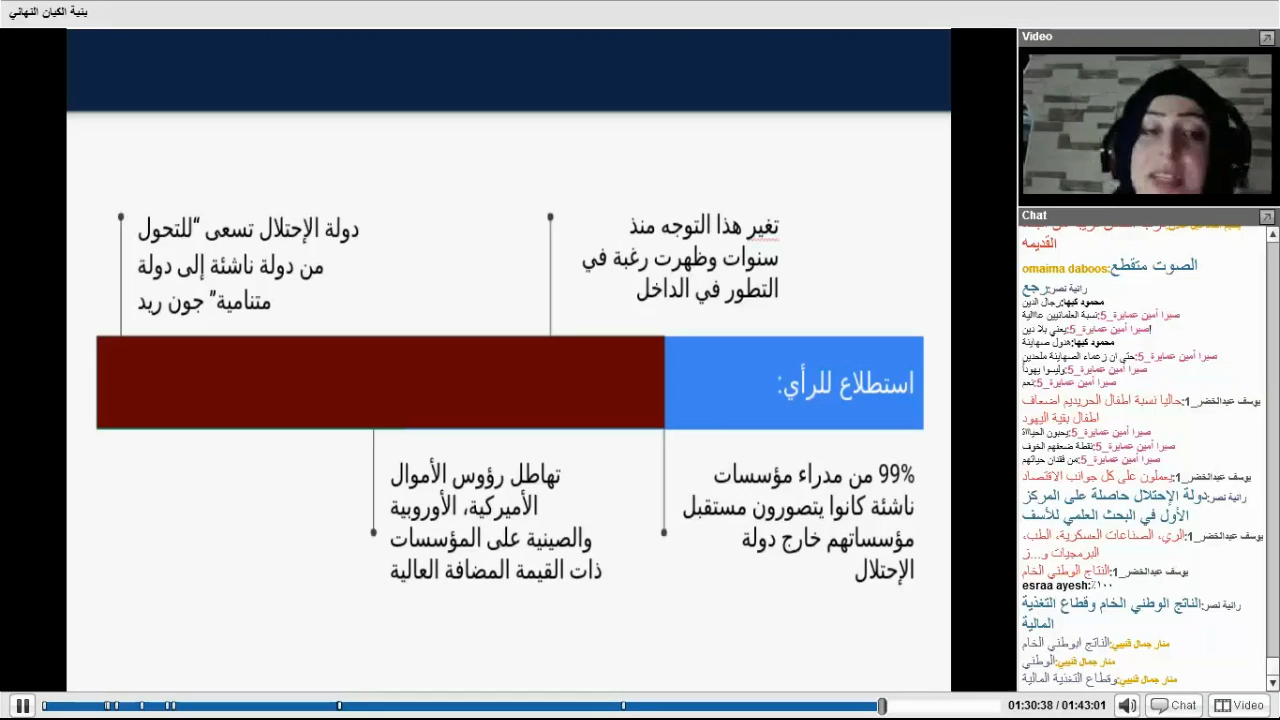 بنية الكيان النهائي
دولة الإحتلال تسعى "للتحول
من دولة ناشئة إلى دولة
متنامية" جون ريد
تغير هذا التوجه منذ
سنوات وظهرت رغبة في
التطور في الداخل
استطلاع للرأي:
تهاطل رؤوس الأموال
الأميركية، الأوروبية
والصينية على المؤسسات
ذات القيمة المضافة العالية
99% من مدراء مؤسسات
ناشئة كانوا يتصورون مستقبل
مؤسساتهم خارج دولة
الإحتلال
Video
Chat
القديمه
omaima daboos:الصوت متقطع
رانية نصر:رجع
محمود كبها:رجال الدين
صبرا أمين عمايرة_5:نسبة العلمانيين عاالية
صبرا أمين عمايرة_5:يعني بلا دين!
محمود كبها:هدول صهاينة
صبرا أمين عمايرة_5:حتى ان زعماء الصهاينة ملحدين
صبرا أمين عمايرة_5:وليسوا يهوداً
صبرا أمين عمايرة_5:نعم
يوسف عبدالخضر_1:حاليا نسبة اطفال الحريديم اضعاف
اطفال بقية اليهود
صبرا أمين عمايرة_5:يحبون الحيااة
صبرا أمين عمايرة_5:نقطة ضعفهم الخوف
صبرا أمين عمايرة_5:من فقدان حياتهم
يوسف عبدالخضر_1:يعملون على كل جوانب الاقتصاد
رانية نصر:دولة الإحتلال حاصلة على المركز
الأول في البحث العلمي للأسف
يوسف عبدالخضر_1:الري، الصناعات العسكرية، الطب،
البرمجيات و...ز
يوسف عبدالخضر_1:النتاج الوطني الخام
esraa ayesh:١٠٠٪
رانية نصر:الناتج الوطني الخام وقطاع التغذية
المالية
منار جمال قنيبي:الناتج ابوطني الخام
منار جمال قنيبي:الوطني
منار جمال قنيبي:وقطاع التغذية المالية
01:30:38 / 01:43:01
Chat
Video